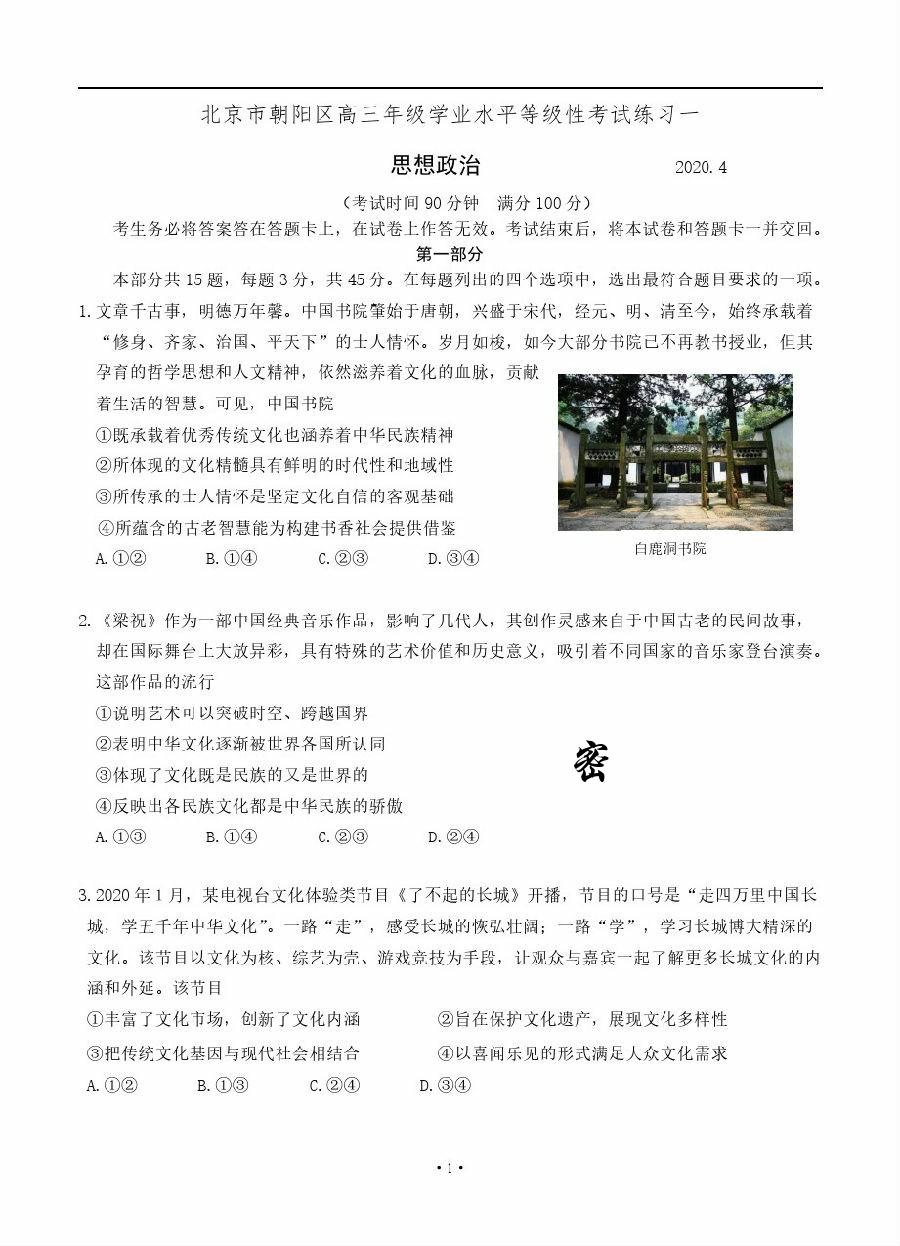 北京市朝阳区高三年级学业水平等级性考试练习一
思想政治 2020.4
（考试时间90分钟 满分100分）
考生务必将答案答在答题卡上，在试卷上作答无效。考试结束后，将本试卷和答题卡一并交回。
第一部分
本部分共15题，每题3分，共45分。在每题列出的四个选项中，选出最符合题目要求的一项。
1.文章千古事，明德万年馨。中国书院肇始于唐朝，兴盛于宋代，经元、明、清至今，始终承载着
“修身、齐家、治国、平天下”的士人情怀。岁月如梭，如今大部分书院已不再教书授业，但其
孕育的哲学思想和人文精神，依然滋养着文化的血脉，贡献
着生活的智慧。可见，中国书院
①既承载着优秀传统文化也涵养着中华民族精神
②所体现的文化精髓具有鲜明的时代性和地域性
③所传承的士人情怀是坚定文化自信的客观基础
④所蕴含的古老智慧能为构建书香社会提供借鉴
A.①② B.①④ C.②③ D.③④
白鹿洞书院
2.《梁祝》作为一部中国经典音乐作品，影响了几代人，其创作灵感来自于中国古老的民间故事，
却在国际舞台上大放异彩，具有特殊的艺术价值和历史意义，吸引着不同国家的音乐家登台演奏。
这部作品的流行
①说明艺术可以突破时空、跨越国界
②表明中华文化逐渐被世界各国所认同
③体现了文化既是民族的又是世界的
④反映出各民族文化都是中华民族的骄傲
A.①③ B.①④ C.②③ D.②④
密
3.2020年1月，某电视台文化体验类节目《了不起的长城》开播，节目的口号是“走四万里中国长
城，学五千年中华文化”。一路“走”，感受长城的恢弘壮阔；一路“学”，学习长城博大精深的
文化。该节目以文化为核、综艺为壳、游戏竞技为手段，让观众与嘉宾一起了解更多长城文化的内
涵和外延。该节目
①丰富了文化市场，创新了文化内涵 ②旨在保护文化遗产，展现文化多样性
③把传统文化基因与现代社会相结合 ④以喜闻乐见的形式满足人众文化需求
A.①② B.①③ C.②④ D.③④
·1·